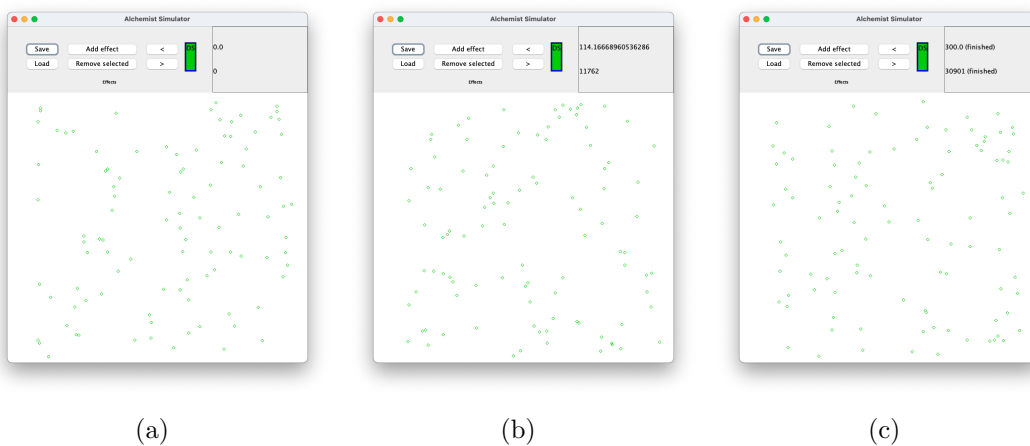 Alchemist Simulator
Save Add effect < DS 0.0
Load Remove selected > 0
Effects
Alchemist Simulator
Save Add effect < DS 114.16668960536286
Load Remove selected > 11762
Effects
Alchemist Simulator
Save Add effect < DS 300.0 (finished)
Load Remove selected > 30901 (finished)
Effects
(a) (b) (c)